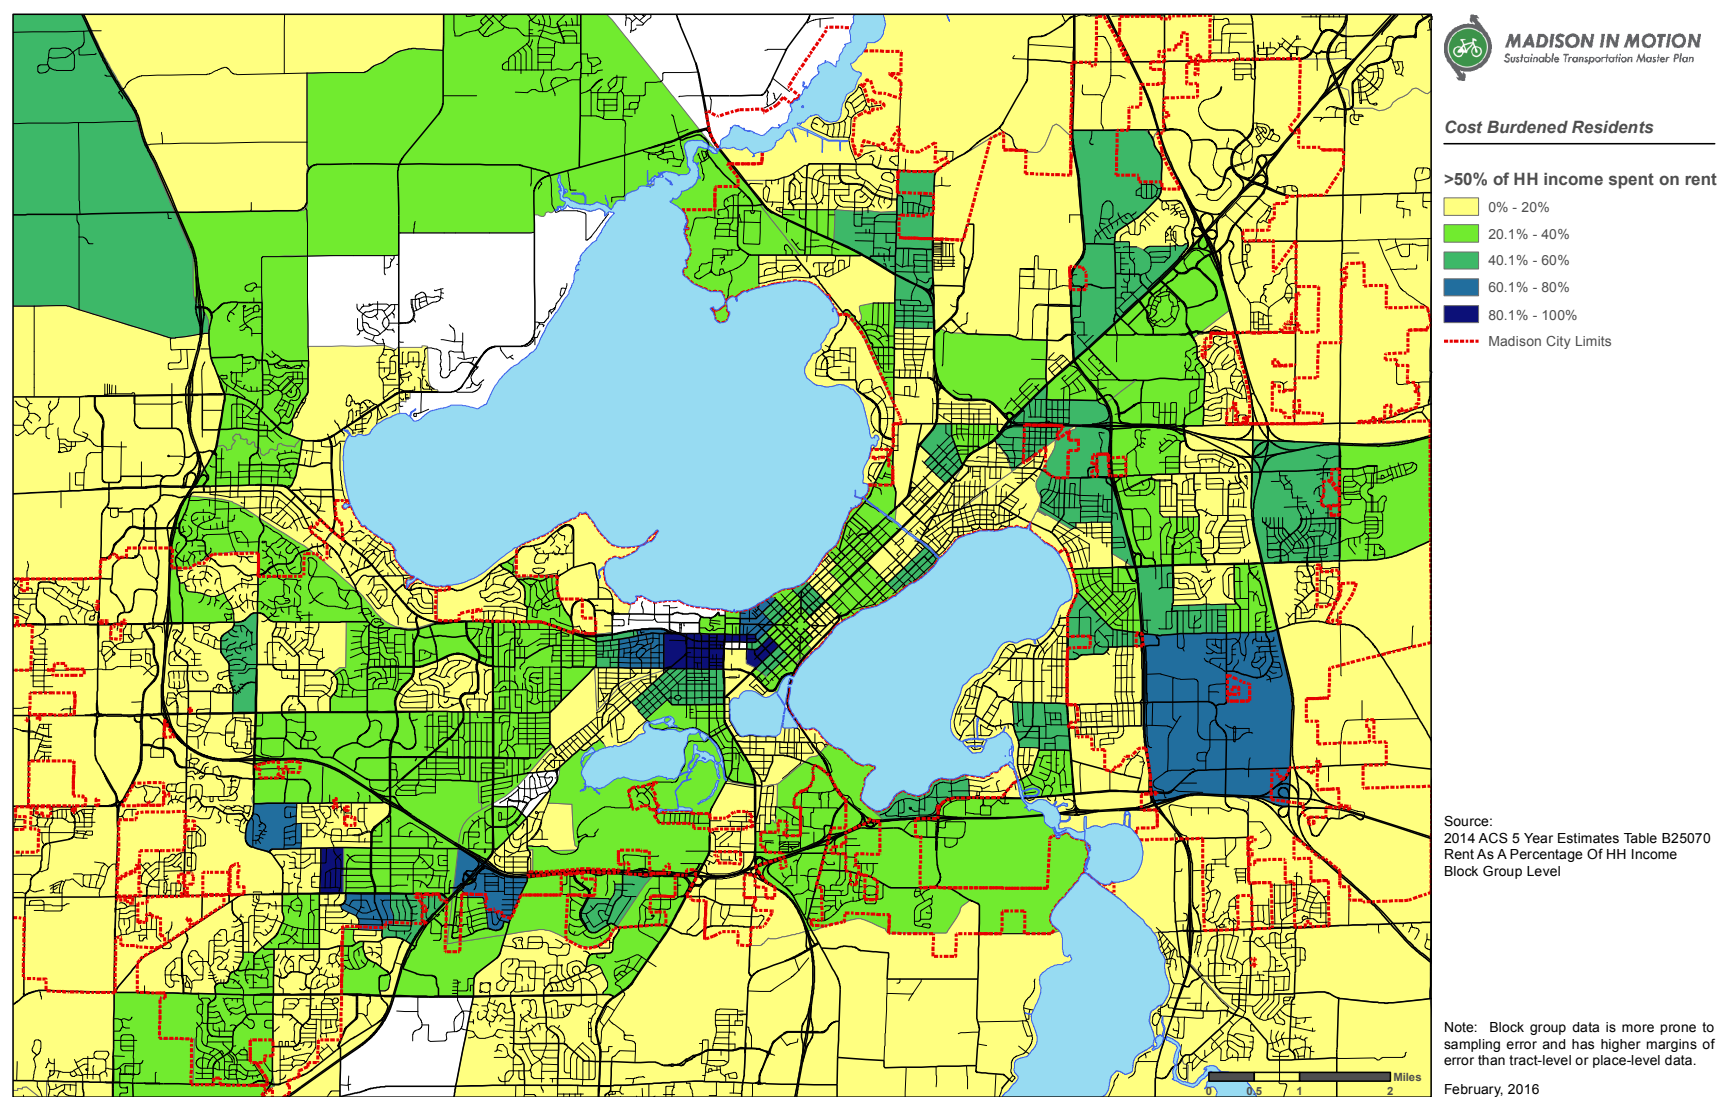 MADISON IN MOTION
Sustainable Transportation Master Plan
Cost Burdened Residents
>50% of HH income spent on rent
0% - 20%
20.1% - 40%
40.1% - 60%
60.1% - 80%
80.1% - 100%
Madison City Limits
Source:
2014 ACS 5 Year Estimates Table B25070
Rent As A Percentage Of HH Income
Block Group Level
Note: Block group data is more prone to
sampling error and has higher margins of
error than tract-level or place-level data.
February, 2016
Miles
0 0.5 1 2